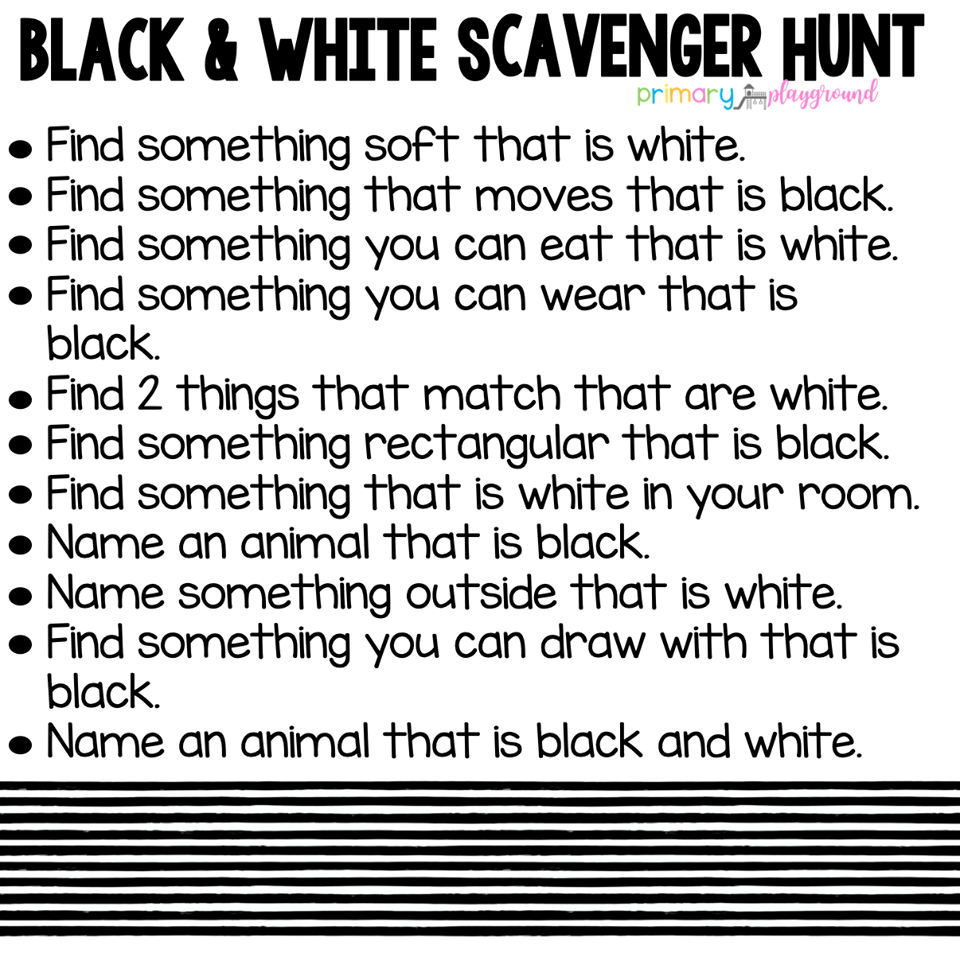 BLACK & WHITE SCAVENGER HUNT
primary playground
• Find something soft that is white.
• Find something that moves that is black.
• Find something you can eat that is white.
• Find something you can wear that is
black.
• Find 2 things that match that are white.
• Find something rectangular that is black.
• Find something that is white in your room.
• Name an animal that is black.
• Name something outside that is white.
• Find something you can draw with that is
black.
• Name an animal that is black and white.